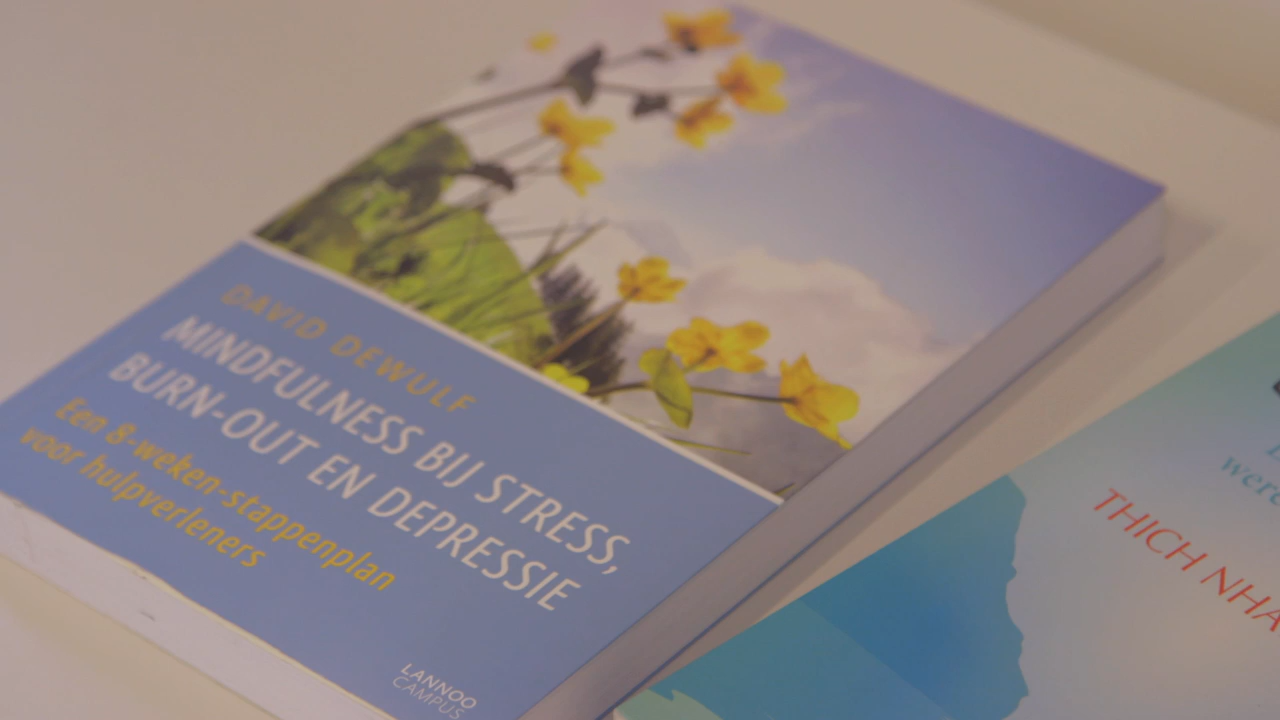 DAVID DEWULF
MINDFULNESS BIJ STRESS,
BURN-OUT EN DEPRESSIE
Een 8-weken-stappenplan
voor hulpverleners
LANNOO
CAMPUS
THICH NHA